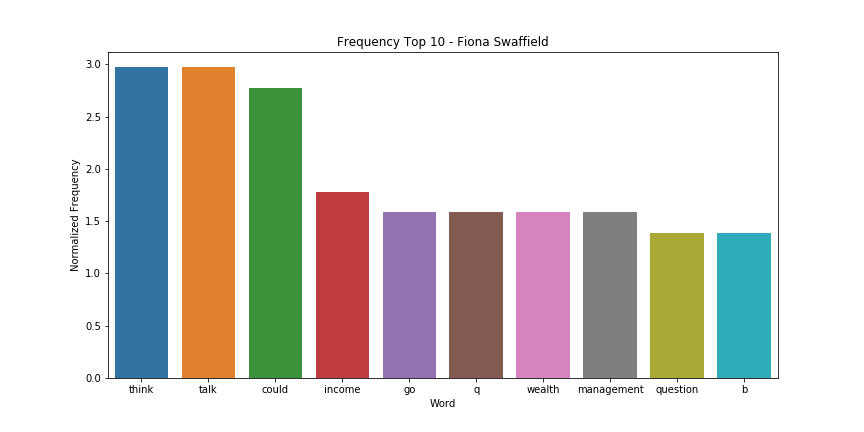 Frequency Top 10 - Fiona Swaffield
Normalized Frequency
3.0
2.5
2.0
1.5
1.0
0.5
0.0
think talk could income go q wealth management question b
Word